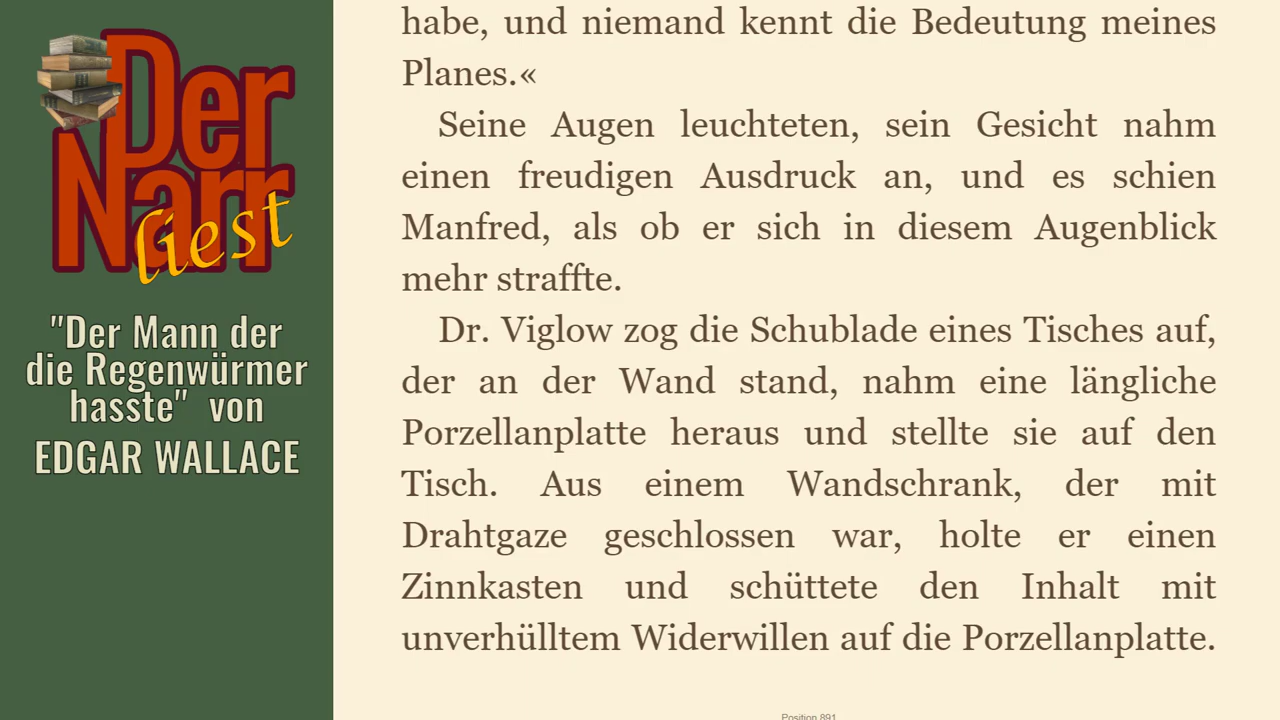 Der
Narr
liest
"Der Mann der
die Regenwürmer
hasste" von
EDGAR WALLACE
habe, und niemand kennt die Bedeutung meines
Planes.«
Seine Augen leuchteten, sein Gesicht nahm
einen freudigen Ausdruck an, und es schien
Manfred, als ob er sich in diesem Augenblick
mehr straffte.
Dr. Viglow zog die Schublade eines Tisches auf,
der an der Wand stand, nahm eine längliche
Porzellanplatte heraus und stellte sie auf den
Tisch. Aus einem Wandschrank, der mit
Drahtgaze geschlossen war, holte er einen
Zinnkasten und schüttete den Inhalt mit
unverhülltem Widerwillen auf die Porzellanplatte.
Position 891